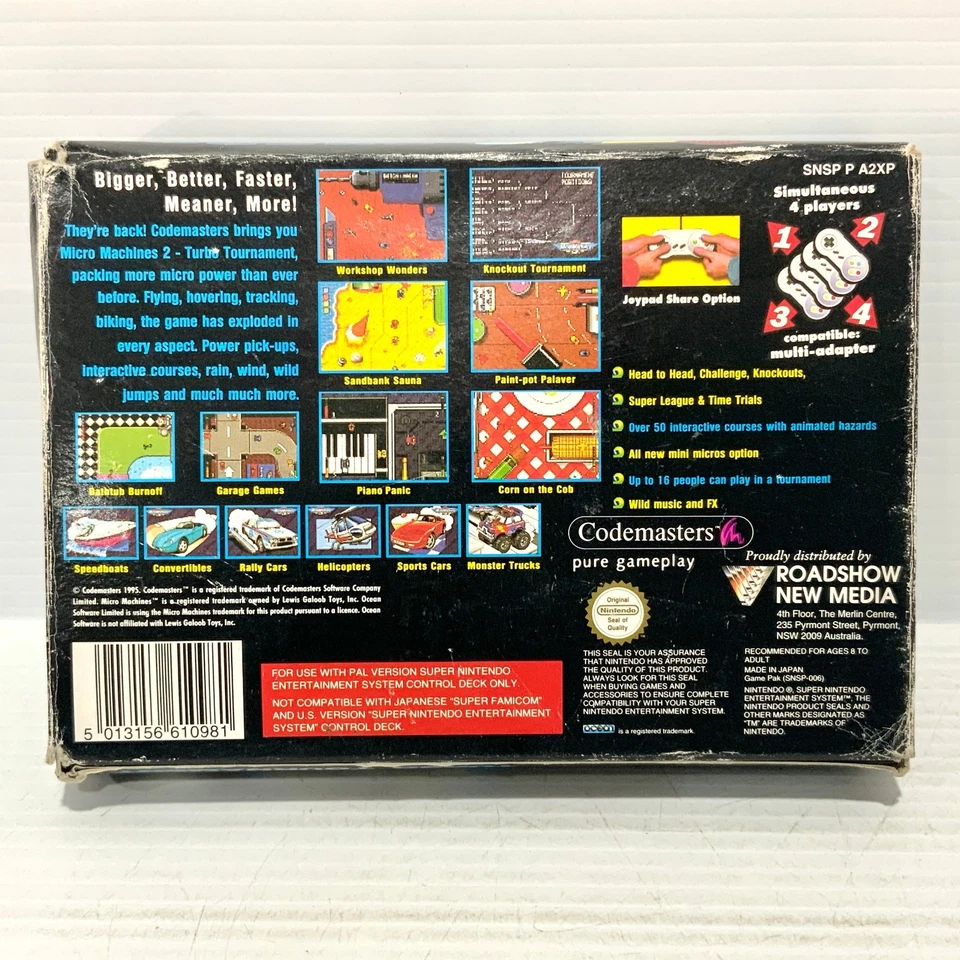 Bigger, Better, Faster,
Meaner, More!
They're back! Codemasters brings you
Micro Machines 2 - Turbo Tournament,
packing more micro power than ever
before. Flying, hovering, tracking,
biking, the game has exploded in
every aspect. Power pick-ups,
Interactive courses, rain, wind, wild
jumps and much much more.
Workshop Wonders
TOURNAMENT
POSITIONS
Knockout Tournament
Sandbank Sauna
Paint-pot Palaver
Bathtub Burnoff
Garage Games
Piano Panic
Corn on the Cob
Speedboats
Convertibles
Rally Cars
Helicopters
Sports Cars
Monster Trucks
SNSP P A2XP
Simultaneous
4 players
1 2
3 4
compatible:
multi-adapter
Joypad Share Option
Head to Head, Challenge, Knockouts,
Super League & Time Trials
Over 50 interactive courses with animated hazards
All new mini micros option
Up to 16 people can play in a tournament
Wild music and FX
Codemasters™
pure gameplay
Proudly distributed by
ROADSHOW
NEW MEDIA
4th Floor, The Merlin Centre,
235 Pyrmont Street, Pyrmont,
NSW 2009 Australia.
© Codemasters 1995. Codemasters™ is a registered trademark of Codemasters Software Company
Limited. Micro Machines™ is a registered trademark owned by Lewis Galoob Toys, Inc. Ocean
Software Limited is using the Micro Machines trademark for this product pursuant to a licence. Ocean
Software is not affiliated with Lewis Galoob Toys, Inc.
5 013156 610981
FOR USE WITH PAL VERSION SUPER NINTENDO
ENTERTAINMENT SYSTEM CONTROL DECK ONLY.
NOT COMPATIBLE WITH JAPANESE "SUPER FAMICOM"
AND U.S. VERSION "SUPER NINTENDO ENTERTAINMENT
SYSTEM" CONTROL DECK.
Original
Nintendo
Seal of
Quality
THIS SEAL IS YOUR ASSURANCE
THAT NINTENDO HAS APPROVED
THE QUALITY OF THIS PRODUCT.
ALWAYS LOOK FOR THIS SEAL
WHEN BUYING GAMES AND
ACCESSORIES TO ENSURE COMPLETE
COMPATIBILITY WITH YOUR SUPER
NINTENDO ENTERTAINMENT SYSTEM.
ocean is a registered trademark.
RECOMMENDED FOR AGES 8 TO
ADULT
MADE IN JAPAN
Game Pak (SNSP-006)
NINTENDO ®, SUPER NINTENDO
ENTERTAINMENT SYSTEM™, THE
NINTENDO PRODUCT SEALS AND
OTHER MARKS DESIGNATED AS
"TM" ARE TRADEMARKS OF
NINTENDO.